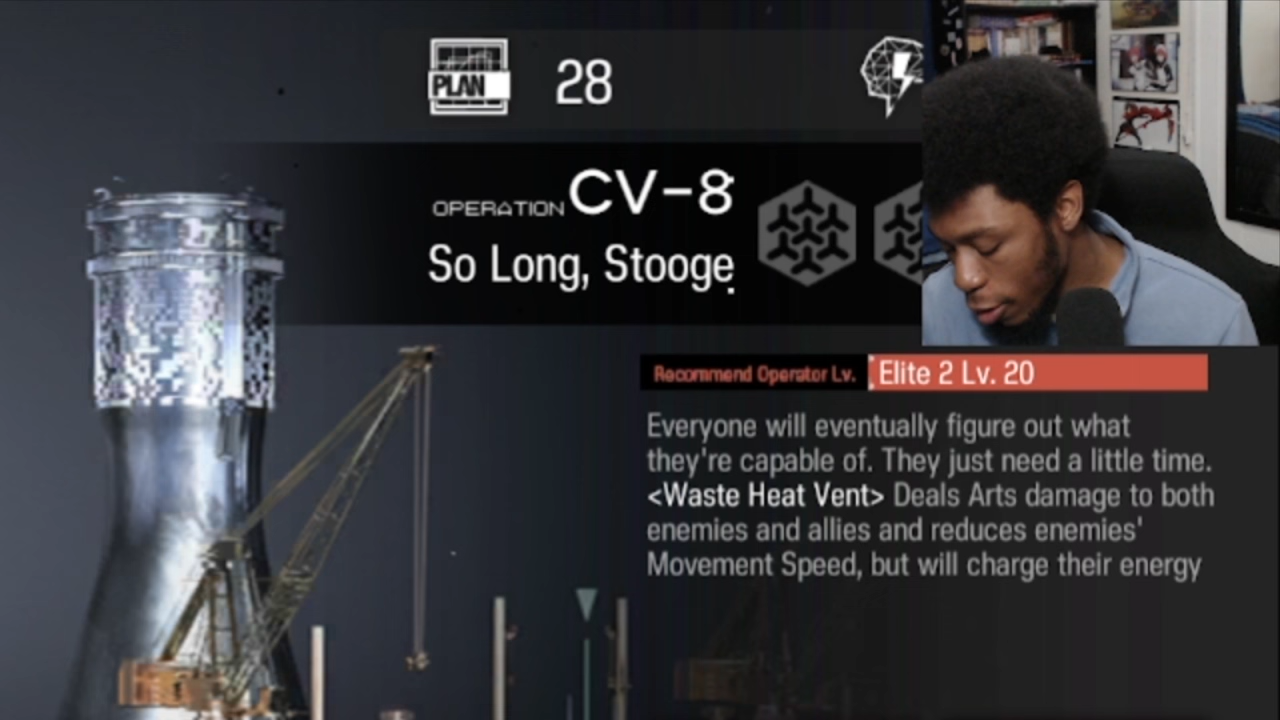 PLAN 28
OPERATION CV-8
So Long, Stooge
Recommend Operator Lv. Elite 2 Lv. 20
Everyone will eventually figure out what
they're capable of. They just need a little time.
<Waste Heat Vent> Deals Arts damage to both
enemies and allies and reduces enemies'
Movement Speed, but will charge their energy